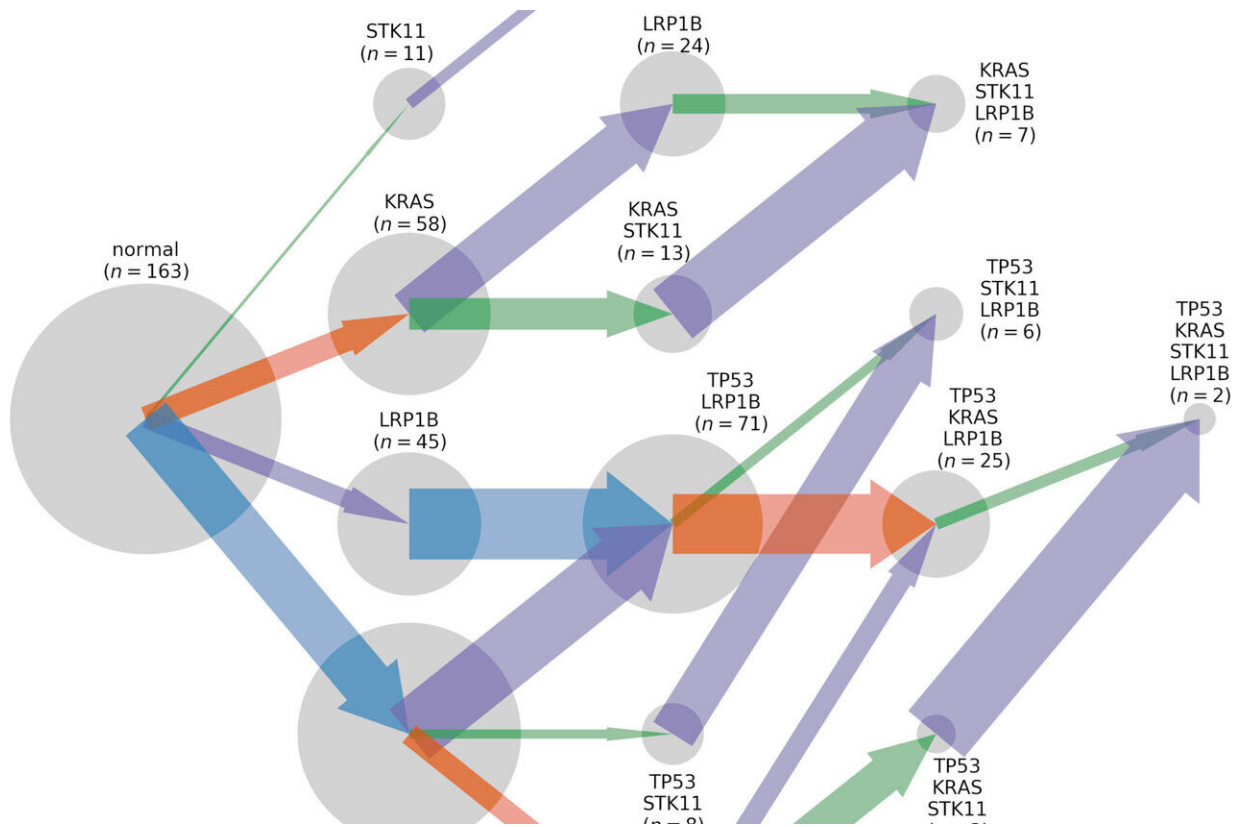 STK11
(n = 11)
LRP1B
(n = 24)
KRAS
STK11
LRP1B
(n = 7)
KRAS
(n = 58)
KRAS
STK11
(n = 13)
normal
(n = 163)
TP53
STK11
LRP1B
(n = 6)
TP53
KRAS
STK11
LRP1B
(n = 2)
LRP1B
(n = 45)
TP53
LRP1B
(n = 71)
TP53
KRAS
LRP1B
(n = 25)
TP53
STK11
(n = 8)
TP53
KRAS
STK11